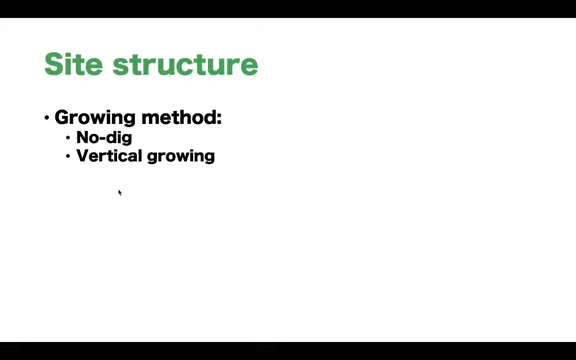 Site structure
• Growing method:
• No-dig
• Vertical growing